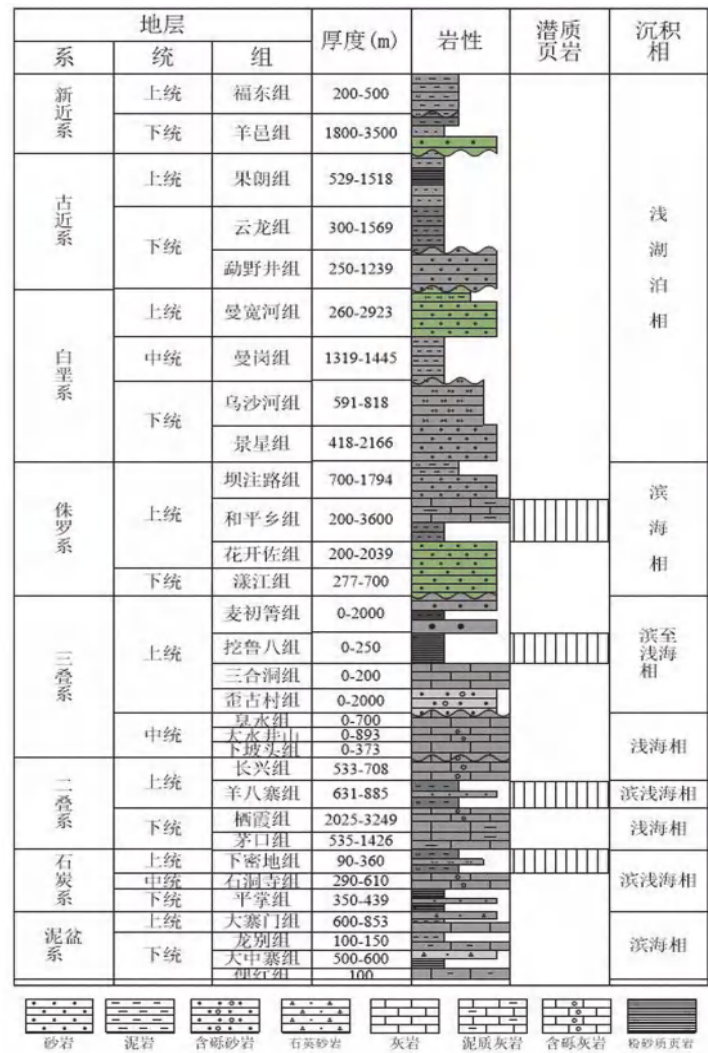 地层
厚度(m)
岩性
潜质
页岩
沉积
相
系
统
组
新近系
上统
福东组
200-500
下统
羊邑组
1800-3500
古近系
上统
果朗组
529-1518
下统
云龙组
300-1569
勐野井组
250-1239
浅湖泊相
白垩系
上统
曼宽河组
260-2923
中统
曼岗组
1319-1445
下统
乌沙河组
591-818
景星组
418-2166
侏罗系
上统
坝注路组
700-1794
和平乡组
200-3600
花开佐组
200-2039
下统
漾江组
277-700
滨海相
三叠系
上统
麦初箐组
0-2000
挖鲁八组
0-250
三合洞组
0-200
歪古村组
0-2000
滨至
浅海
相
中统
臭水组
0-700
大水井山
0-893
下坡头组
0-373
浅海相
二叠系
上统
长兴组
533-708
羊八寨组
631-885
滨浅海相
下统
栖霞组
2025-3249
茅口组
535-1426
浅海相
石炭系
上统
下密地组
90-360
中统
石洞寺组
290-610
下统
平掌组
350-439
滨浅海相
泥盆系
上统
大寨门组
600-853
下统
龙别组
100-150
大中寨组
500-600
100
滨海相
砂岩
泥岩
含砾砂岩
石英砂岩
灰岩
泥质灰岩
含砾灰岩
粉砂质页岩